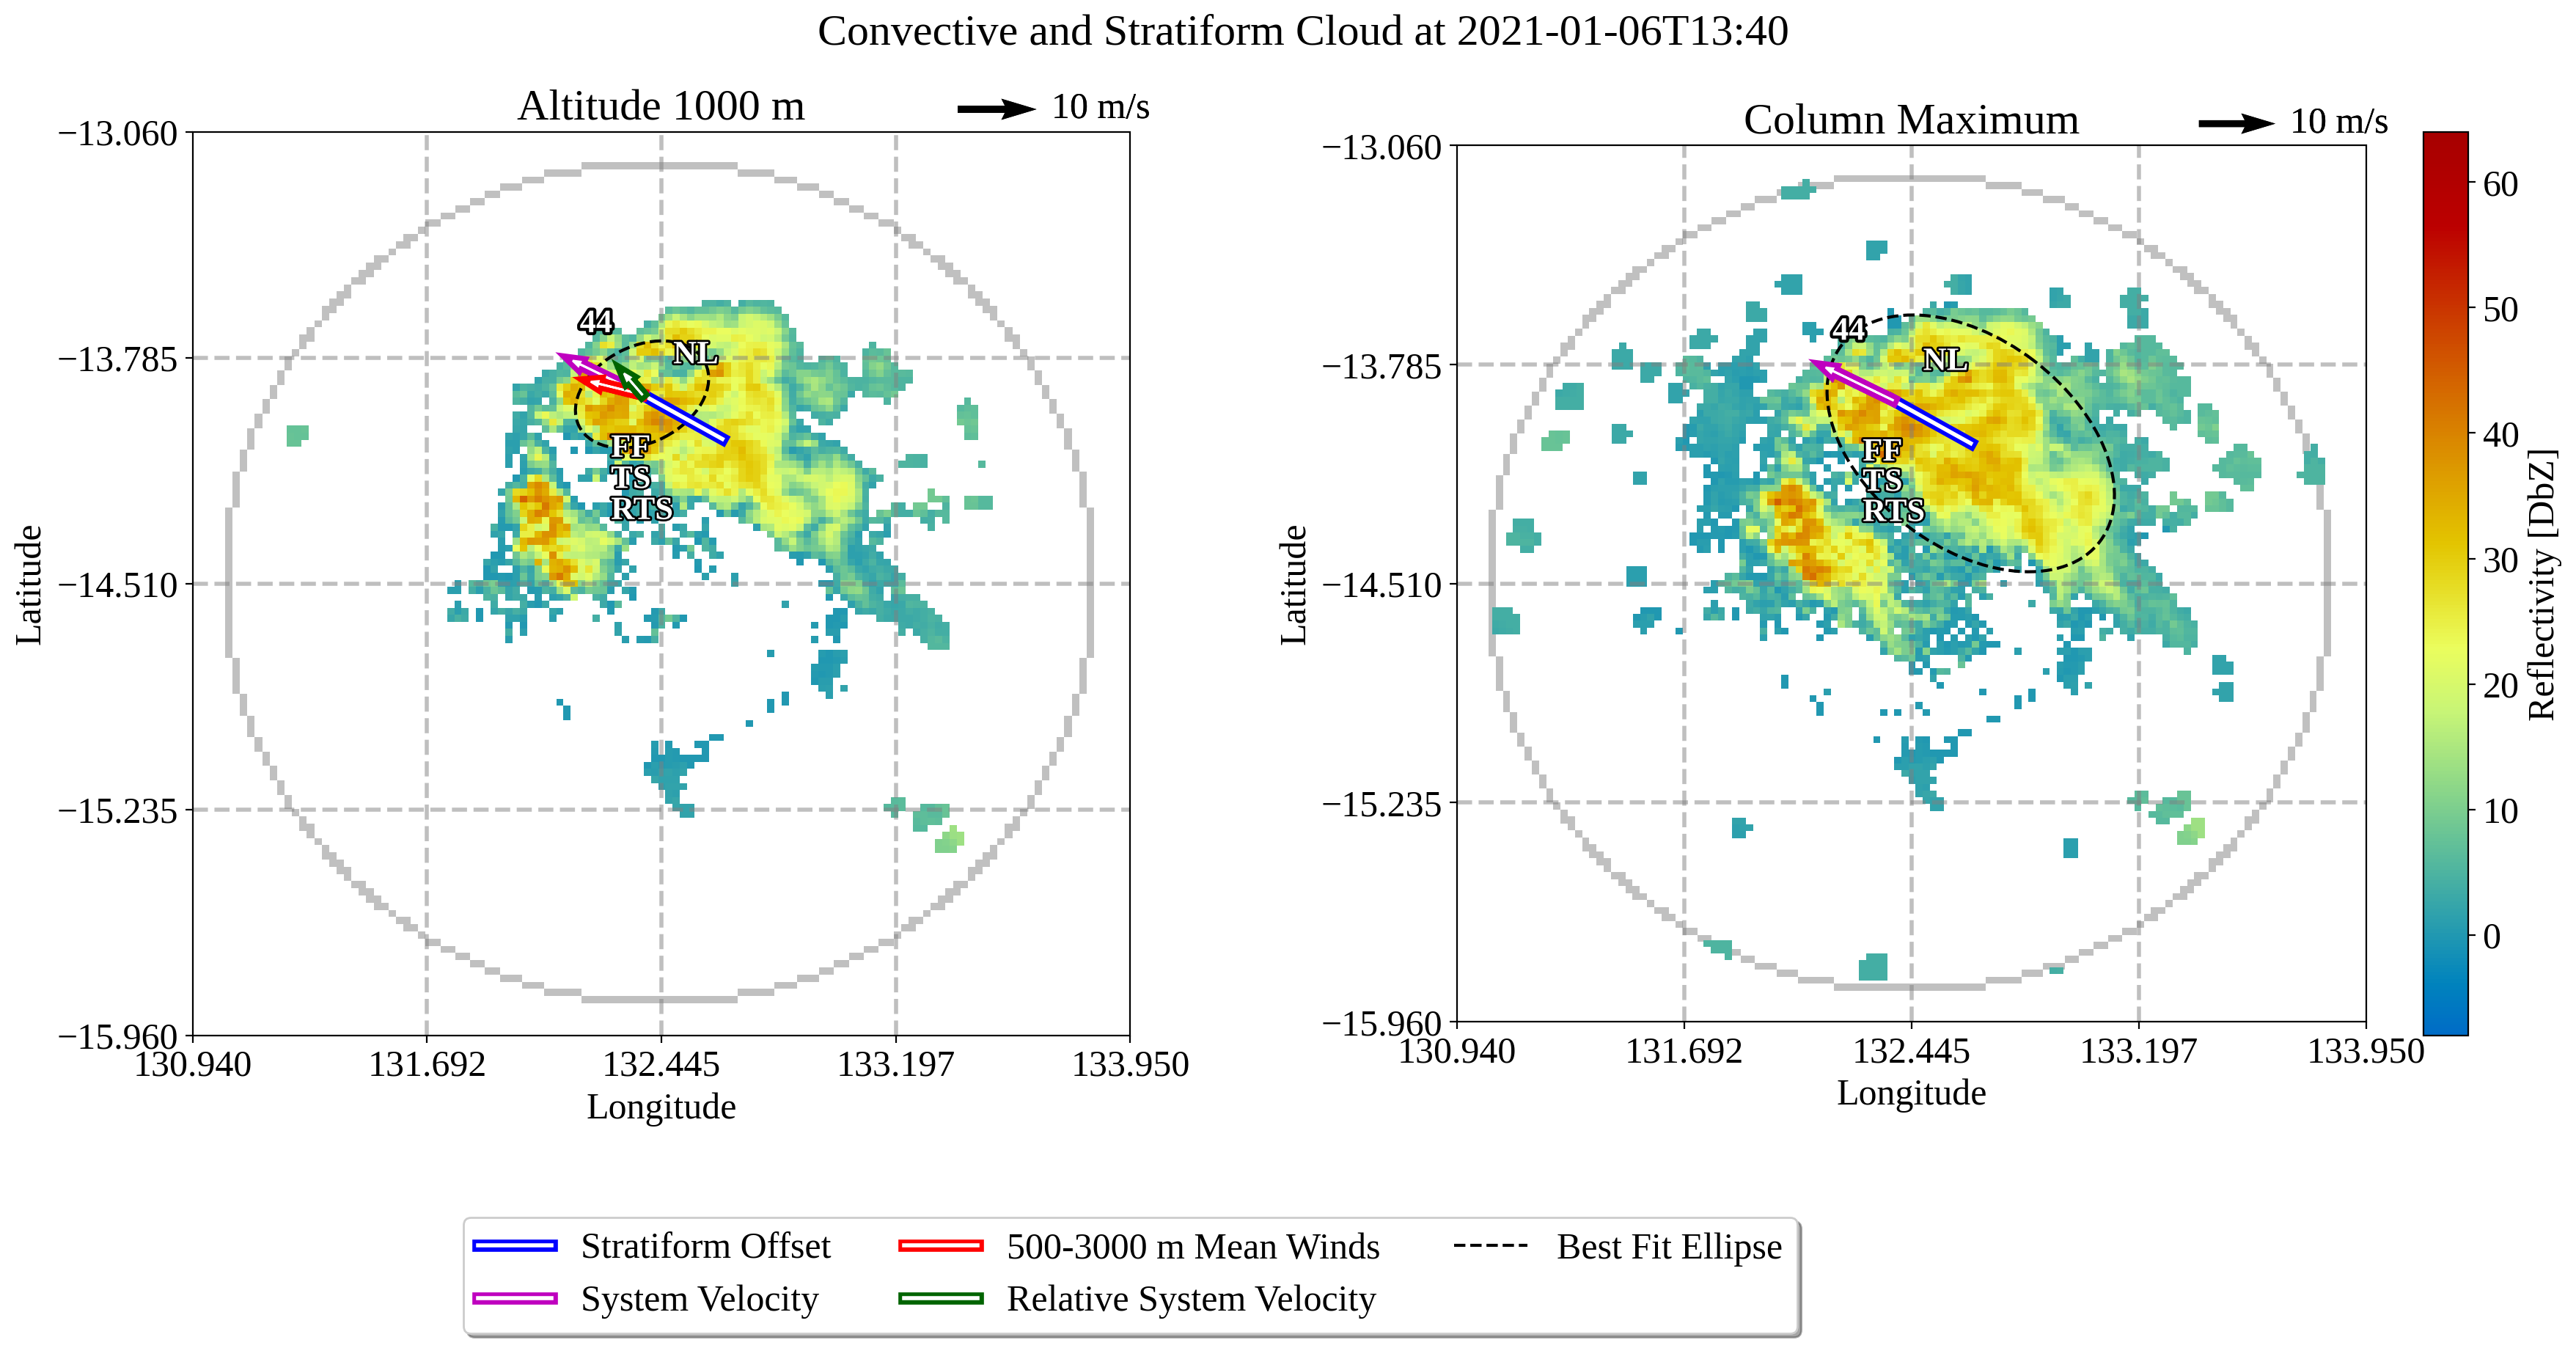 Convective and Stratiform Cloud at 2021-01-06T13:40
Altitude 1000 m
10 m/s
−13.060
−13.785
−14.510
−15.235
−15.960
Latitude
130.940
131.692
132.445
133.197
133.950
Longitude
44
NL
FF
TS
RTS
Column Maximum
10 m/s
−13.060
−13.785
−14.510
−15.235
−15.960
Latitude
130.940
131.692
132.445
133.197
133.950
Longitude
44
NL
FF
TS
RTS
60
50
40
30
20
10
0
Reflectivity [DbZ]
Stratiform Offset
System Velocity
500-3000 m Mean Winds
Relative System Velocity
Best Fit Ellipse